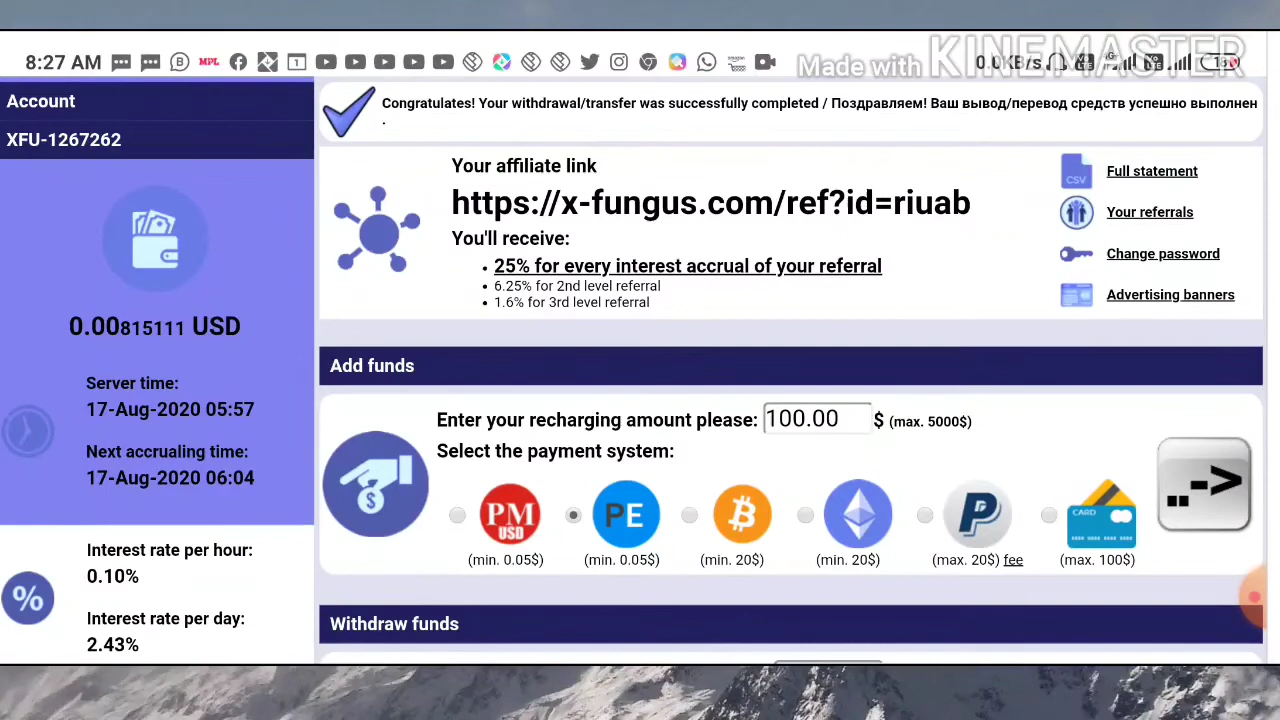 8:27 AM
MPL
0.0KB/s
Made with KINEMASTER
Account
XFU-1267262
0.00815111 USD
Server time:
17-Aug-2020 05:57
Next accrualing time:
17-Aug-2020 06:04
Interest rate per hour:
0.10%
%
Interest rate per day:
2.43%
Congratulates! Your withdrawal/transfer was successfully completed / Поздравляем! Ваш вывод/перевод средств успешно выполнен
.
Your affiliate link
https://x-fungus.com/ref?id=riuab
You'll receive:
• 25% for every interest accrual of your referral
• 6.25% for 2nd level referral
• 1.6% for 3rd level referral
CSV
Full statement
Your referrals
Change password
Advertising banners
Add funds
Enter your recharging amount please: 100.00 $ (max. 5000$)
Select the payment system:
PM
USD
PE
CARD
..->
(min. 0.05$)
(min. 0.05$)
(min. 20$)
(min. 20$)
(max. 20$) fee
(max. 100$)
Withdraw funds